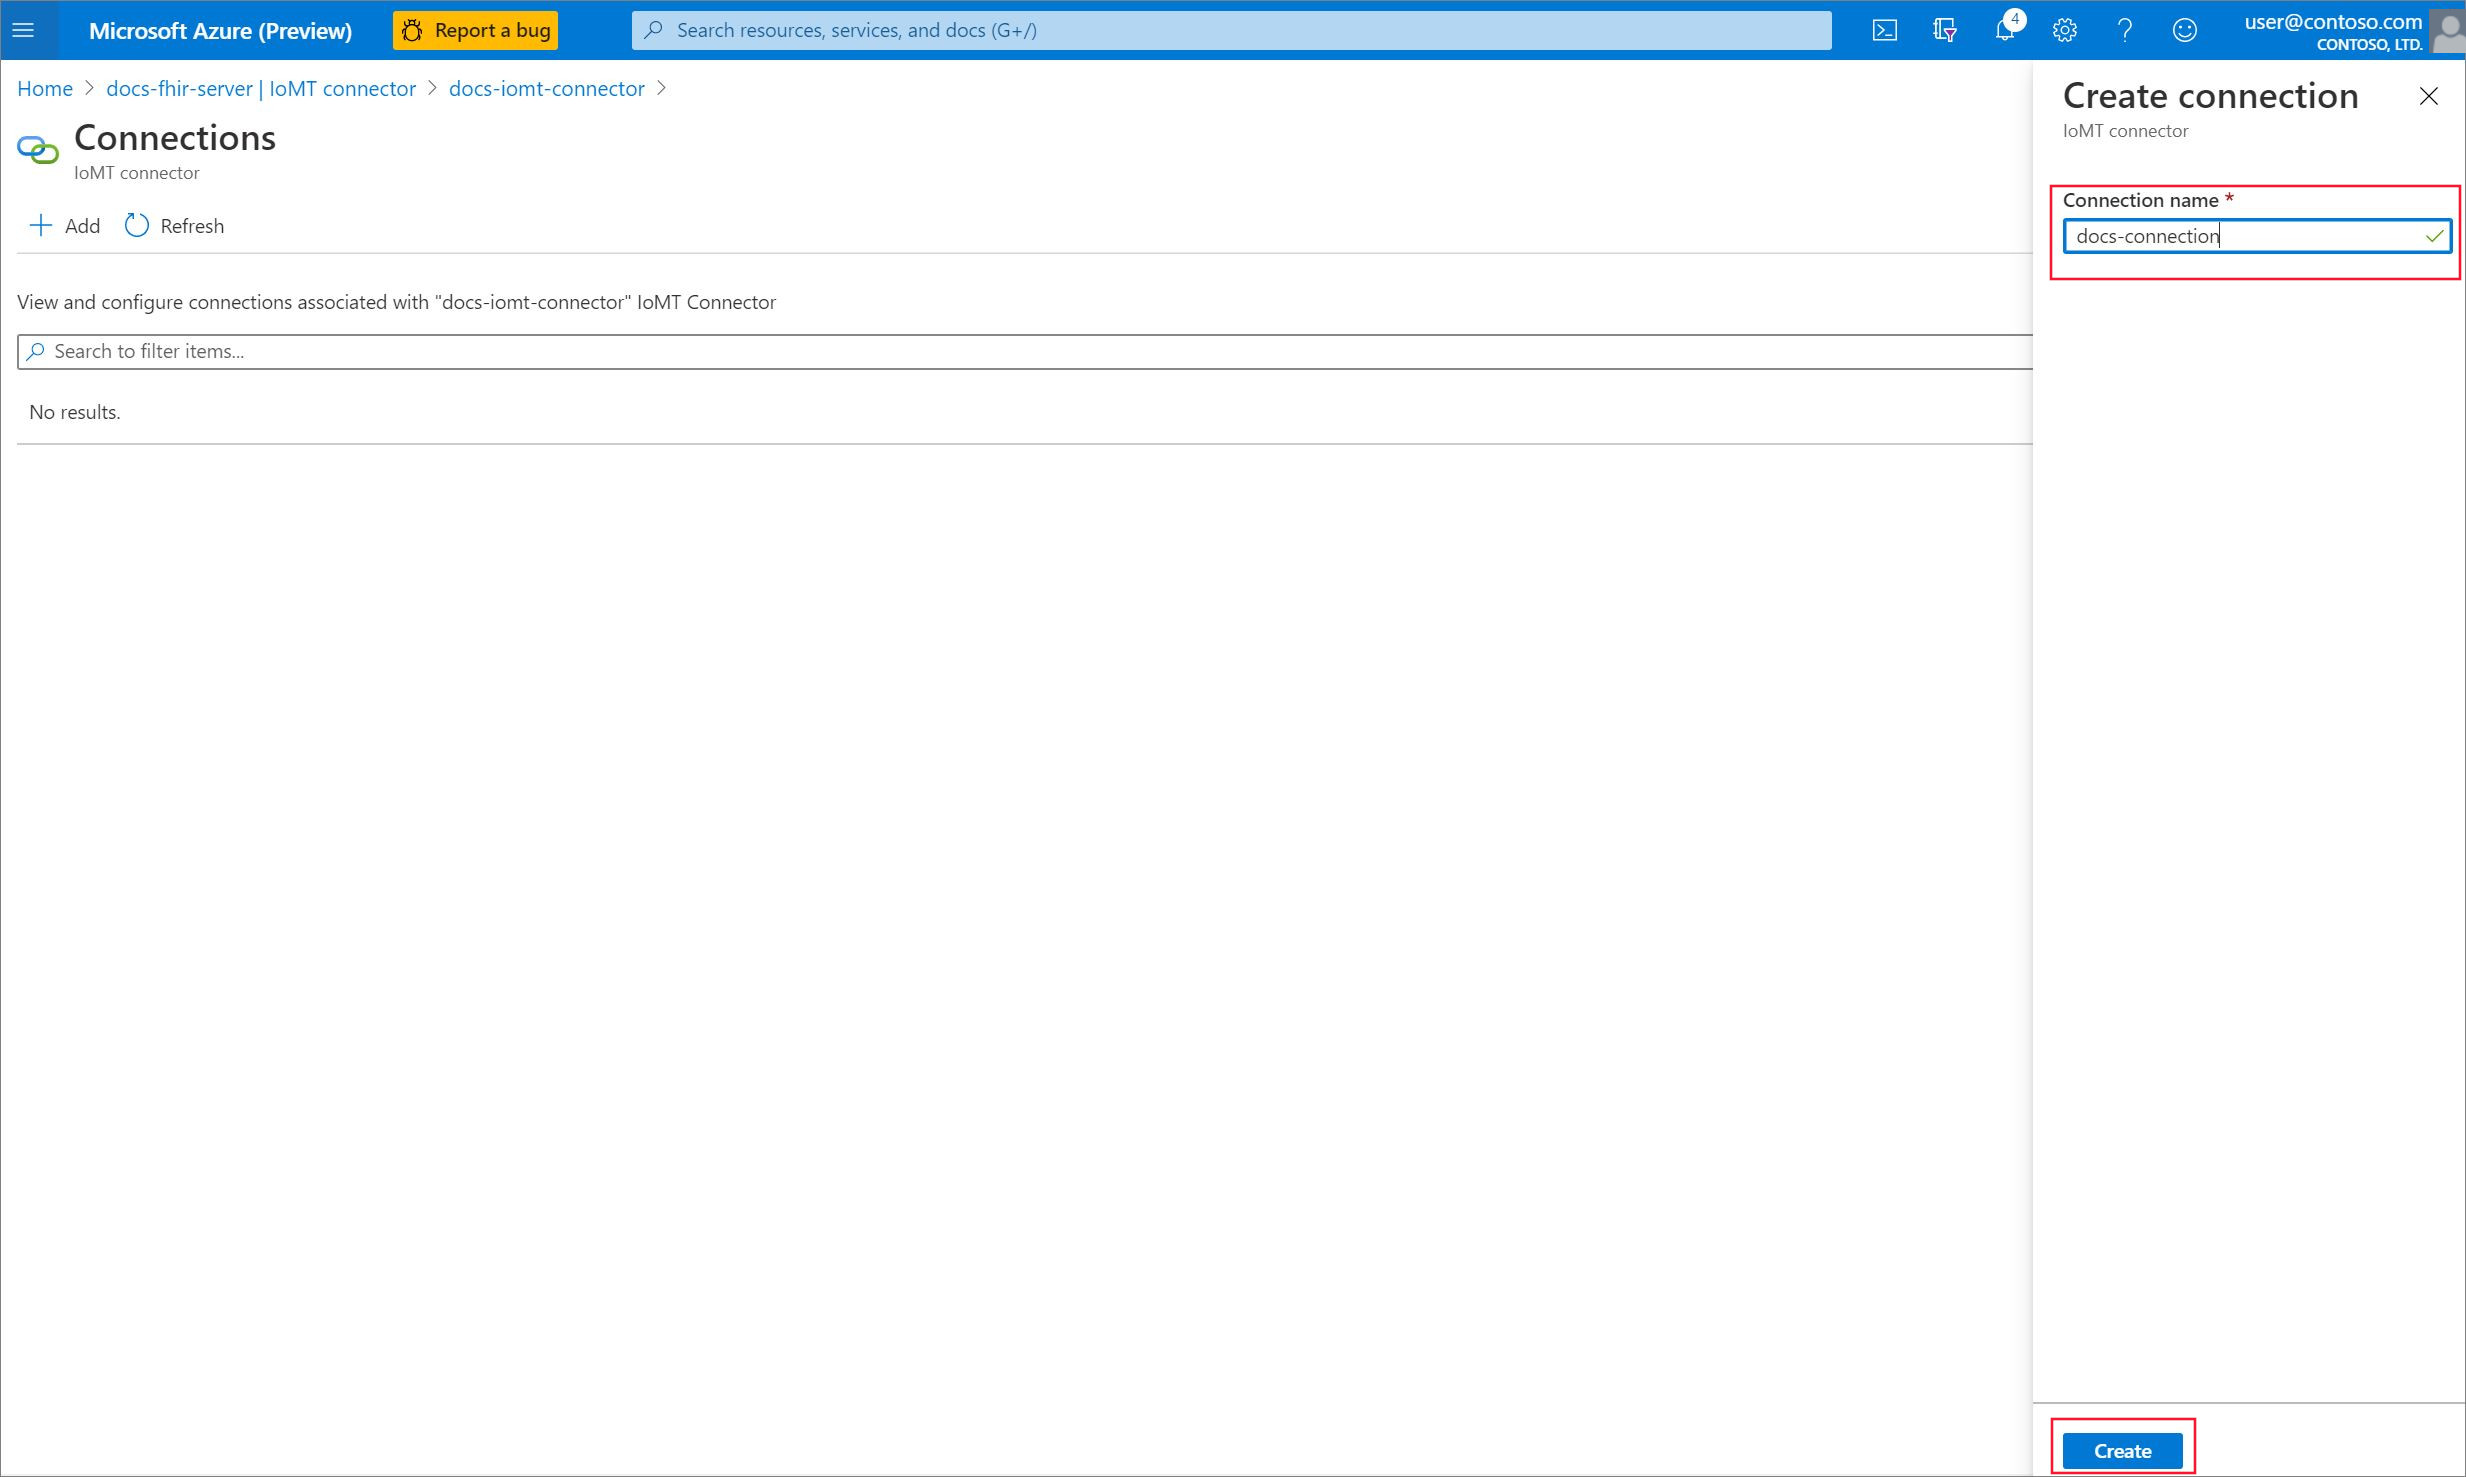 Microsoft Azure (Preview)
Report a bug
Search resources, services, and docs (G+/)
4
user@contoso.com
CONTOSO, LTD.
Home > docs-fhir-server | IoMT connector > docs-iomt-connector >
Connections
IoMT connector
Add
Refresh
View and configure connections associated with "docs-iomt-connector" IoMT Connector
Search to filter items...
No results.
Create connection
IoMT connector
Connection name *
docs-connection
Create